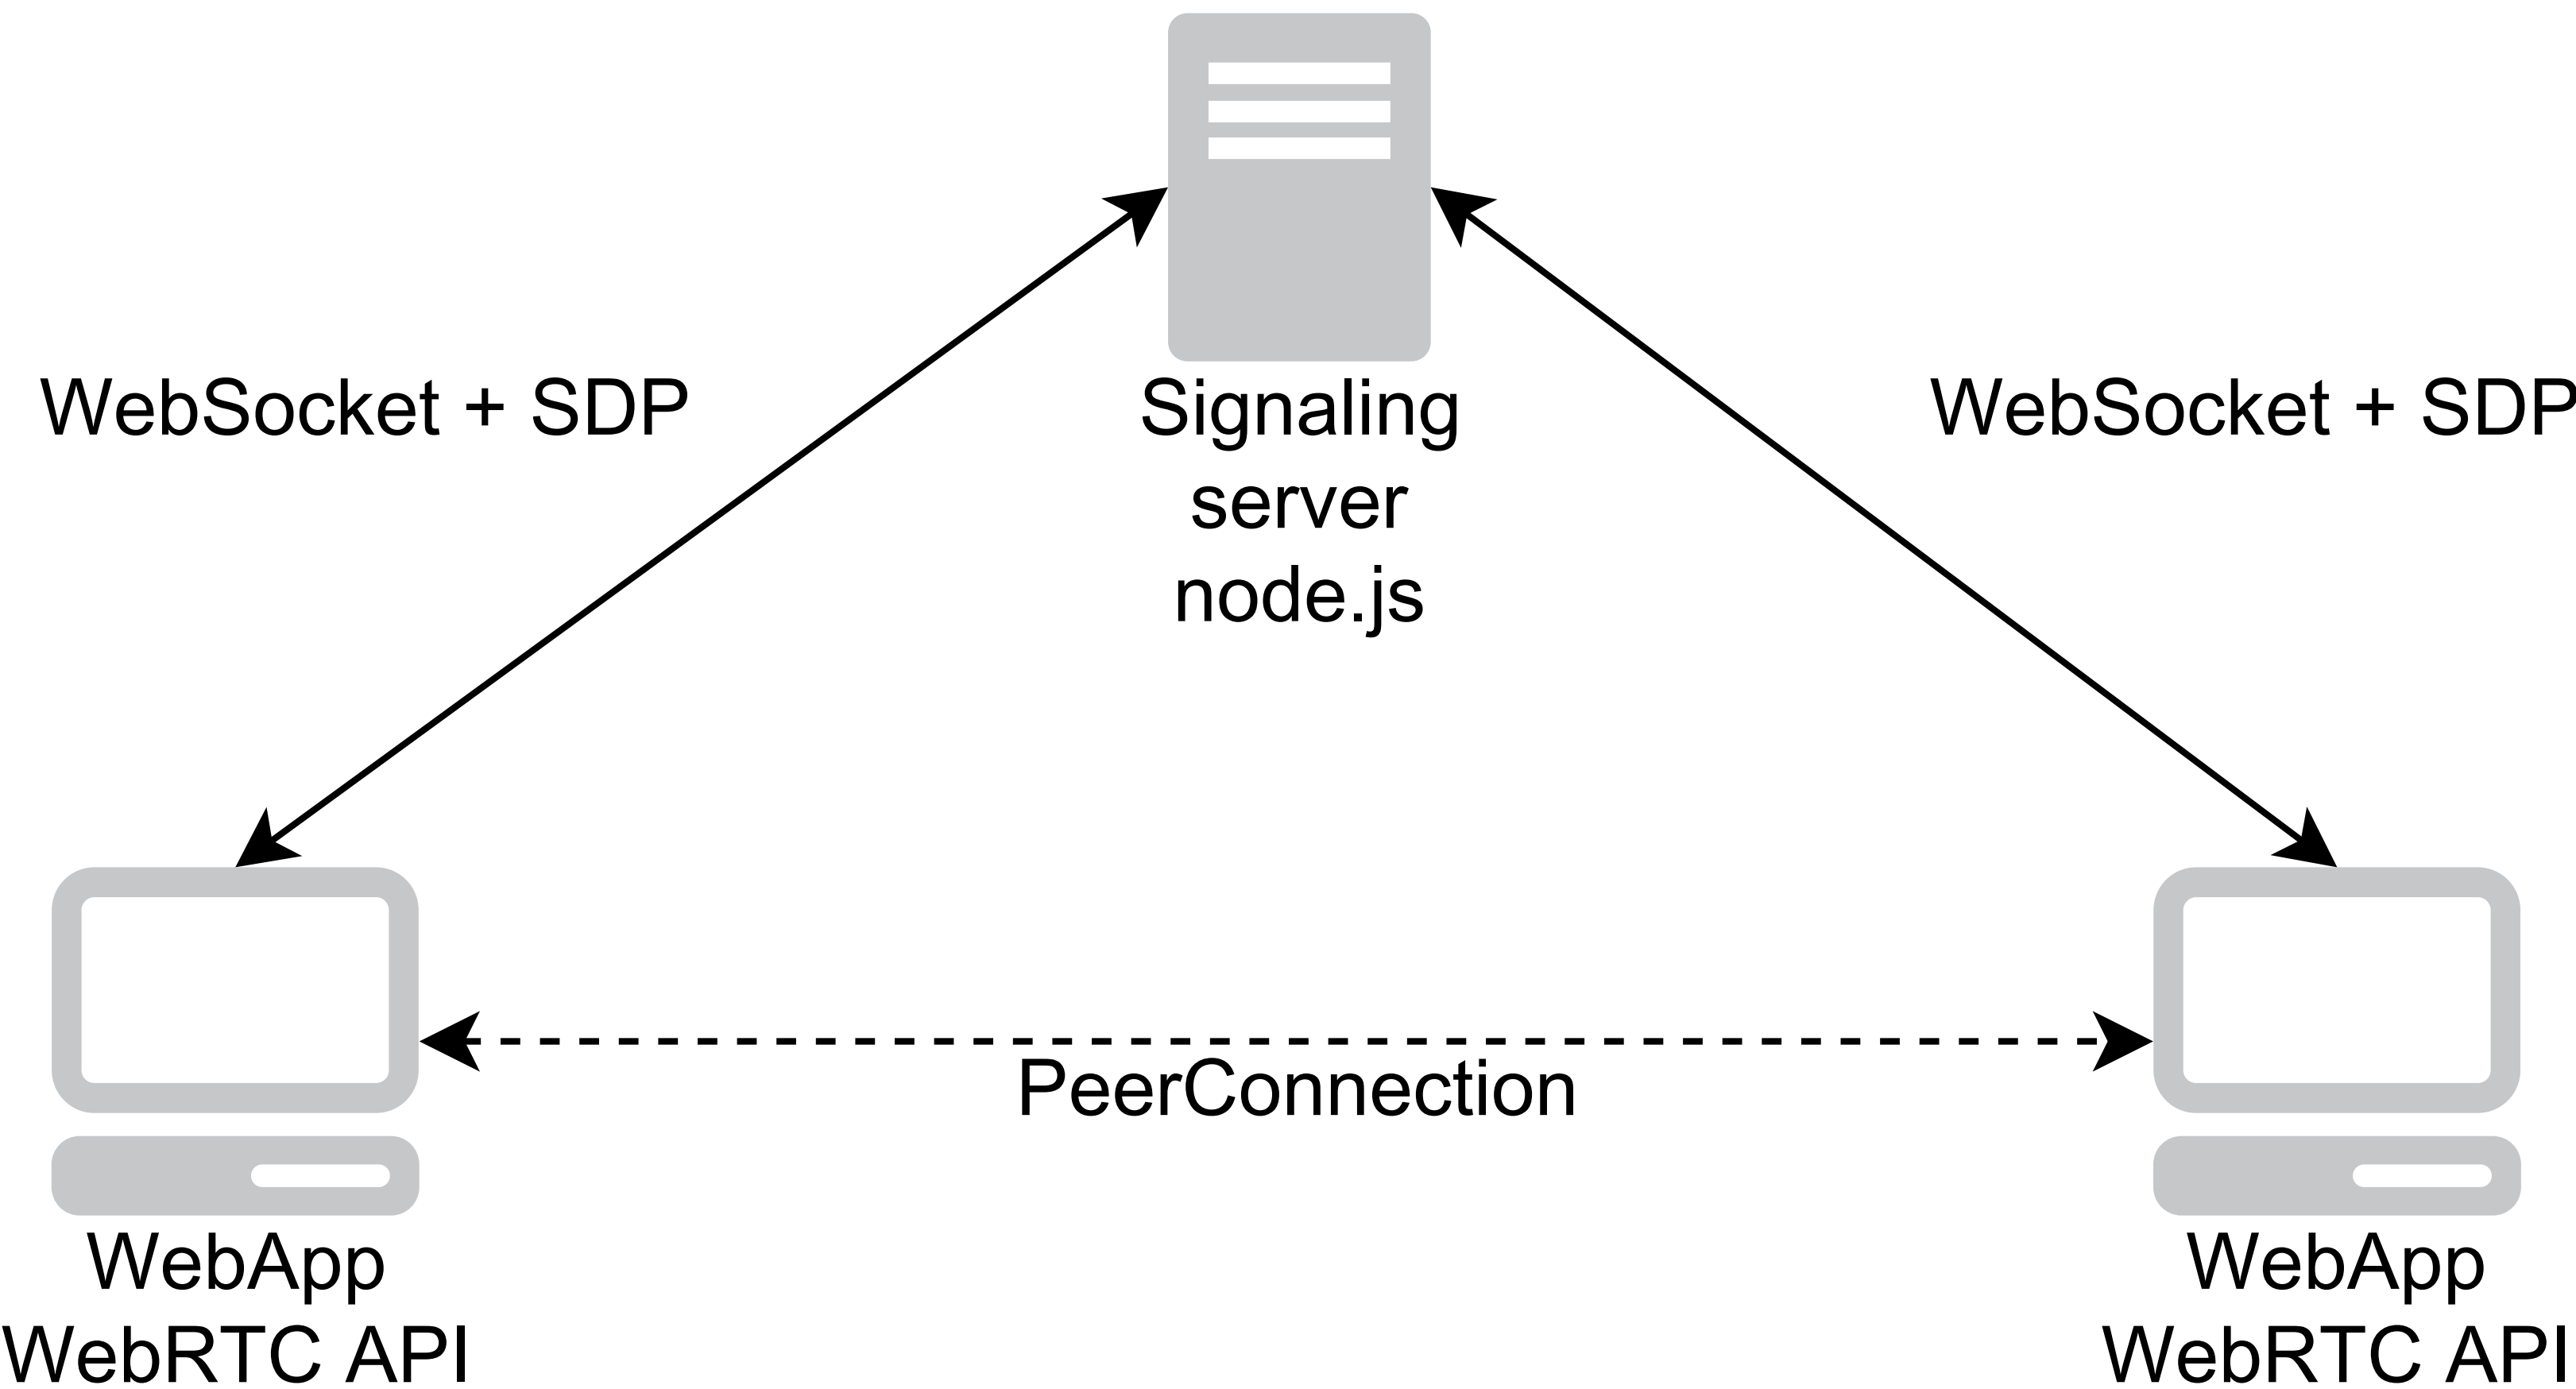 WebSocket + SDP
Signaling
server
node.js
WebSocket + SDP
PeerConnection
WebApp
WebRTC API
WebApp
WebRTC API